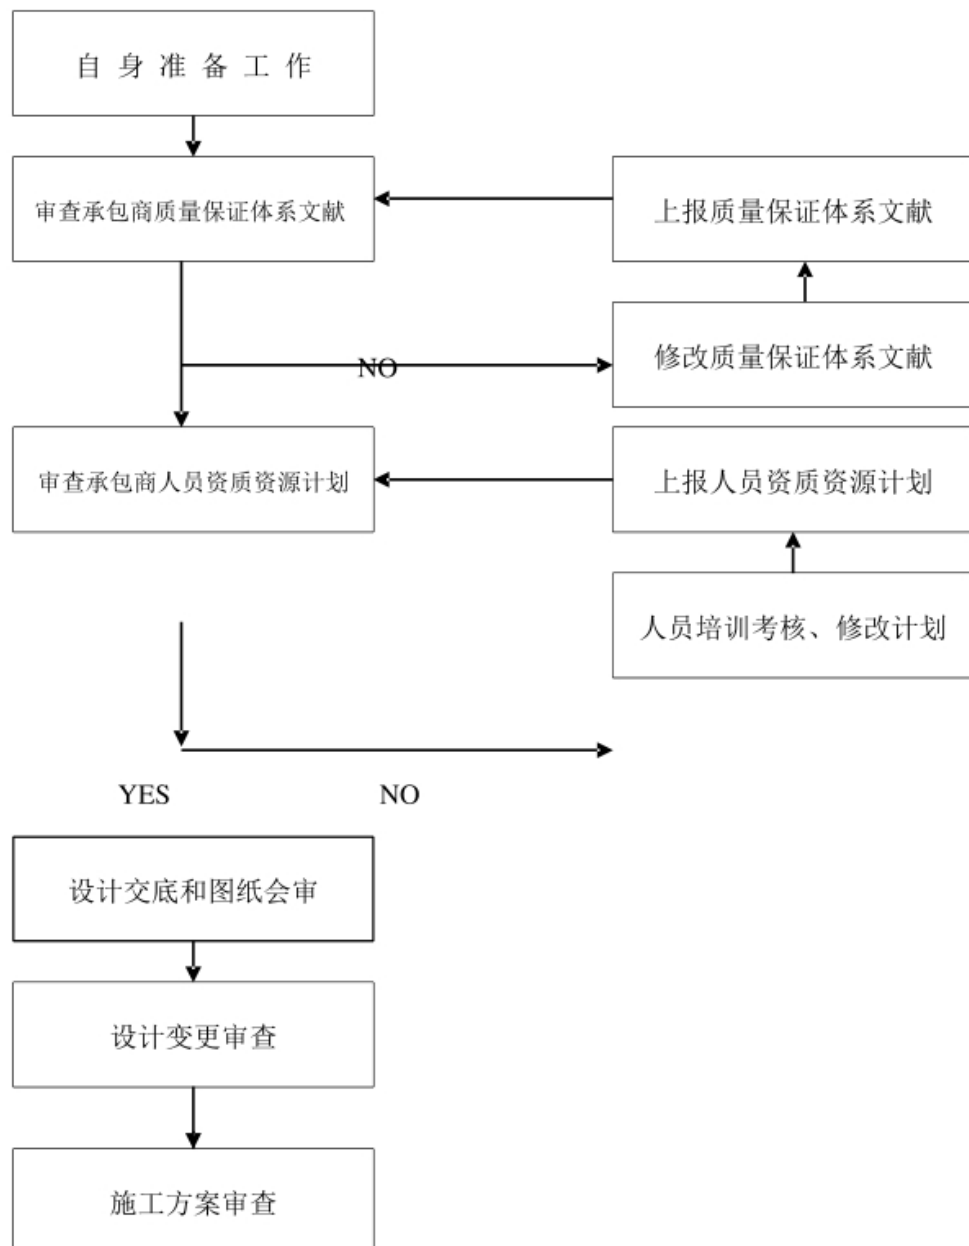 自身准备工作
审查承包商质量保证体系文献
上报质量保证体系文献
NO
修改质量保证体系文献
审查承包商人员资质资源计划
上报人员资质资源计划
人员培训考核、修改计划
YES
NO
设计交底和图纸会审
设计变更审查
施工方案审查